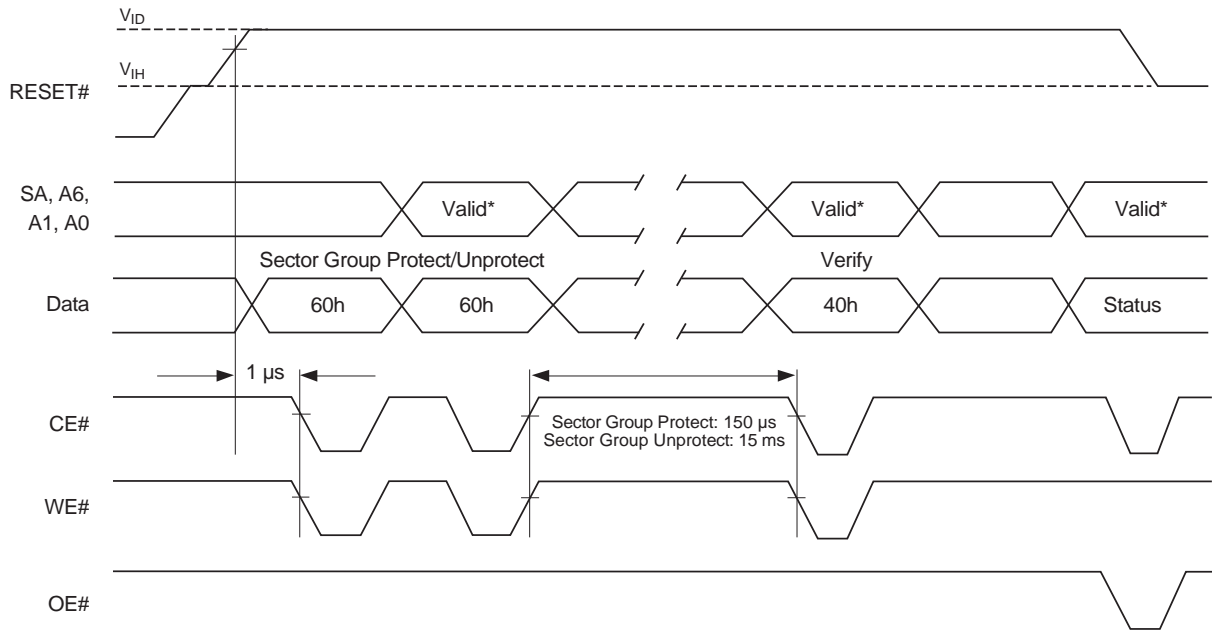 VID
VIH
RESET#
SA, A6,
A1, A0
Valid*
Valid*
Valid*
Sector Group Protect/Unprotect
Verify
Data
60h
60h
40h
Status
1 µs
CE#
Sector Group Protect: 150 µs
Sector Group Unprotect: 15 ms
WE#
OE#